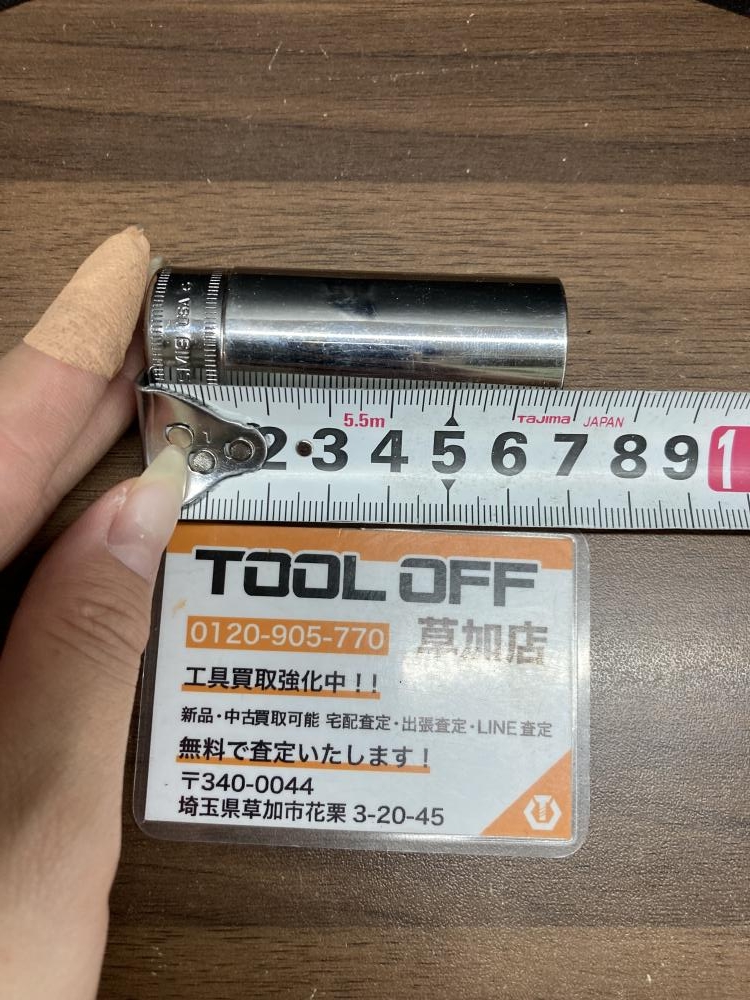 USA
5.5m
TaJima JAPAN
1 2 3 4 5 6 7 8 9 1
TOOL OFF
0120-905-770 草加店
工具買取強化中!!
新品・中古買取可能 宅配査定・出張査定・LINE査定
無料で査定いたします!
〒340-0044
埼玉県草加市花栗 3-20-45